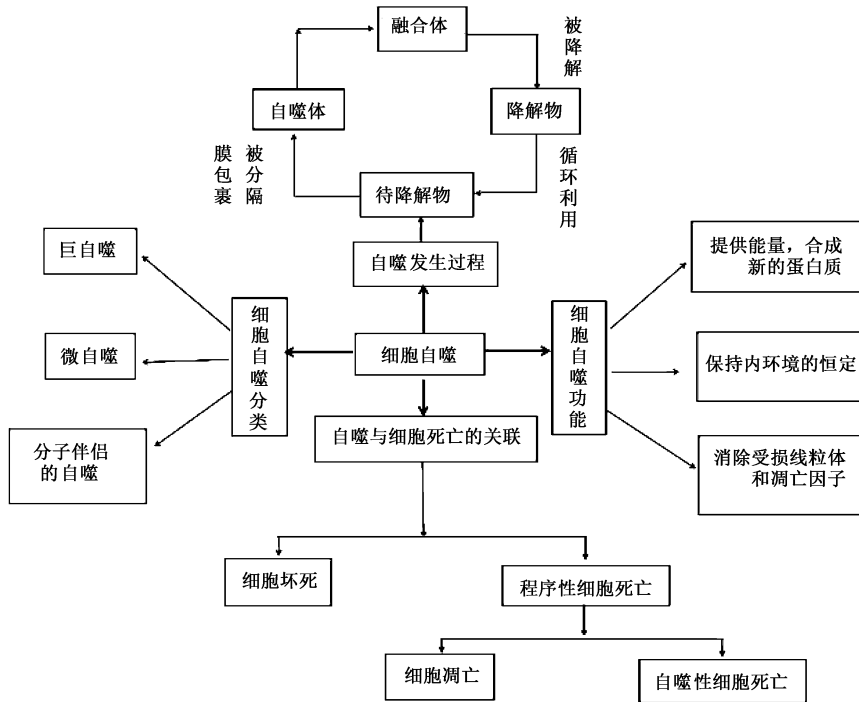 融合体
被降解
自噬体
降解物
膜包裹
被分隔
循环利用
待降解物
自噬发生过程
巨自噬
微自噬
分子伴侣
的自噬
细胞自噬分类
细胞自噬
细胞自噬功能
提供能量，合成
新的蛋白质
保持内环境的恒定
消除受损线粒体
和凋亡因子
自噬与细胞死亡的关联
细胞坏死
程序性细胞死亡
细胞凋亡
自噬性细胞死亡